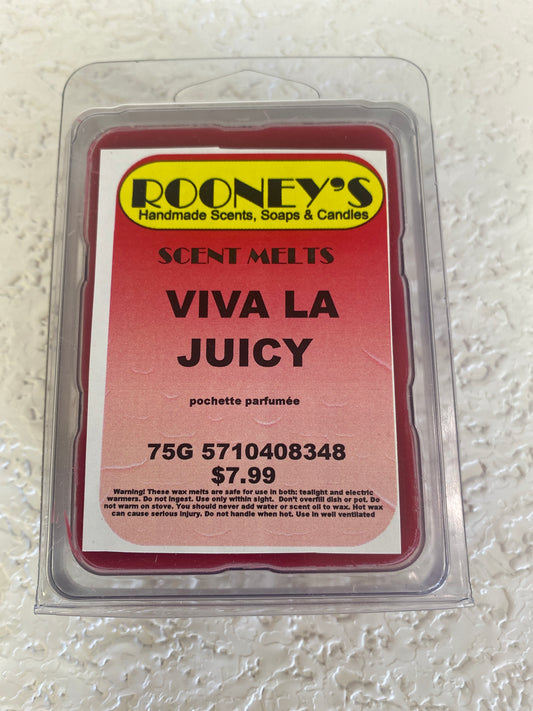 ROONEY'S
Handmade Scents, Soaps & Candles
SCENT MELTS
VIVA LA
JUICY
pochette parfumée
75G 5710408348
$7.99
Warning! These wax melts are safe for use in both: tealight and electric
warmers. Do not ingest. Use only within sight. Don't overfill dish or pot. Do
not warm on stove. You should never add water or scent oil to wax. Hot wax
can cause serious injury. Do not handle when hot. Use in well ventilated